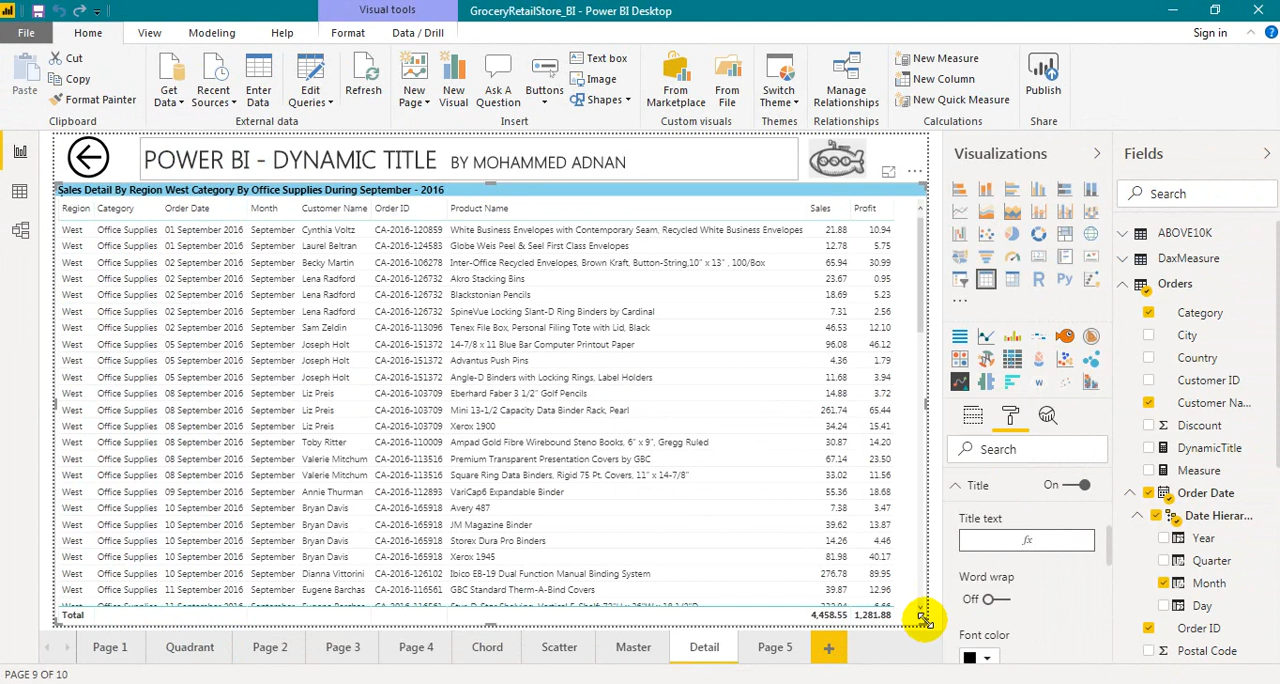 Visual tools
GroceryRetailStore_BI - Power BI Desktop
File Home View Modeling Help Format Data / Drill Sign in
Paste Cut Copy Format Painter
Clipboard
Get Data Recent Sources Enter Data Edit Queries Refresh
External data
New Page New Visual Ask A Question Buttons Text box Image Shapes
Insert
From Marketplace From File
Custom visuals
Switch Theme
Themes
Manage Relationships
Relationships
New Measure
New Column
New Quick Measure
Calculations
Publish
Share
POWER BI - DYNAMIC TITLE BY MOHAMMED ADNAN
Sales Detail By Region West Category By Office Supplies During September - 2016
Region Category Order Date Month Customer Name Order ID Product Name Sales Profit
West Office Supplies 01 September 2016 September Cynthia Voltz CA-2016-120859 White Business Envelopes with Contemporary Seam, Recycled White Business Envelopes 21.88 10.94
West Office Supplies 02 September 2016 September Laurel Beltran CA-2016-124583 Globe Weis Peel & Seel First Class Envelopes 12.78 5.75
West Office Supplies 04 September 2016 September CA-2016-108287 Inter-Office Recycled Envelopes, Brown Kraft, Button-String,10" x 13" , 100/Box 65.94 30.99
West Office Supplies 05 September 2016 September Lena Radford CA-2016-126732 Akro Stacking Bins 23.67 0.95
West Office Supplies 05 September 2016 September Lena Radford CA-2016-126732 Blackstonian Pencils 18.69 5.23
West Office Supplies 05 September 2016 September Lena Radford CA-2016-126732 SpineVue Locking Slant-D Ring Binders by Cardinal 7.31 2.56
West Office Supplies 05 September 2016 September Sam Zeldin CA-2016-113096 Tenex File Box, Personal Filing Tote with Lid, Black 46.53 12.10
West Office Supplies 05 September 2016 September Joseph Holt CA-2016-151372 14-7/8 x 11 Blue Bar Computer Printout Paper 96.08 46.12
West Office Supplies 05 September 2016 September Joseph Holt CA-2016-151372 Advantus Push Pins 4.36 1.79
West Office Supplies 05 September 2016 September Joseph Holt CA-2016-151372 Angle-D Binders with Locking Rings, Label Holders 11.68 3.94
West Office Supplies 08 September 2016 September Liz Preis CA-2016-103709 Eberhard Faber 3 1/2" Golf Pencils 14.88 3.72
West Office Supplies 08 September 2016 September Liz Preis CA-2016-103709 Mini 13-1/2 Capacity Data Binder Rack, Pearl 261.74 65.44
West Office Supplies 08 September 2016 September Liz Preis CA-2016-103709 Xerox 1900 34.24 15.41
West Office Supplies 08 September 2016 September Toby Ritter CA-2016-110009 Ampad Gold Fibre Wirebound Steno Books, 6" x 9", Gregg Ruled 30.87 14.20
West Office Supplies 08 September 2016 September Valerie Mitchum CA-2016-113516 Premium Transparent Presentation Covers by GBC 67.14 23.50
West Office Supplies 08 September 2016 September Valerie Mitchum CA-2016-113516 Square Ring Data Binders, Rigid 75 Pt. Covers, 11" x 14-7/8" 33.02 11.56
West Office Supplies 09 September 2016 September Annie Thurman CA-2016-112893 VariCap6 Expandable Binder 55.36 18.68
West Office Supplies 10 September 2016 September Bryan Davis CA-2016-165918 Avery 487 7.38 3.47
West Office Supplies 10 September 2016 September Bryan Davis CA-2016-165918 JM Magazine Binder 39.62 13.87
West Office Supplies 10 September 2016 September Bryan Davis CA-2016-165918 Storex Dura Pro Binders 14.26 4.46
West Office Supplies 10 September 2016 September Bryan Davis CA-2016-165918 Xerox 1945 81.98 40.17
West Office Supplies 10 September 2016 September Dianna Vittorini CA-2016-126102 Ibico EB-19 Dual Function Manual Binding System 276.78 89.95
West Office Supplies 11 September 2016 September Eugene Barchas CA-2016-116561 GBC Standard Therm-A-Bind Covers 39.87 12.96
Total 4,458.55 1,281.88
Page 1 Quadrant Page 2 Page 3 Page 4 Chord Scatter Master Detail Page 5
PAGE 9 OF 10
Visualizations
R Py
Search
Title On
Title text
fx
Word wrap
Off
Font color
Fields
Search
ABOVE10K
DaxMeasure
Orders
Category
City
Country
Customer ID
Customer Na...
Discount
DynamicTitle
Measure
Order Date
Date Hierar...
Year
Quarter
Month
Day
Order ID
Postal Code